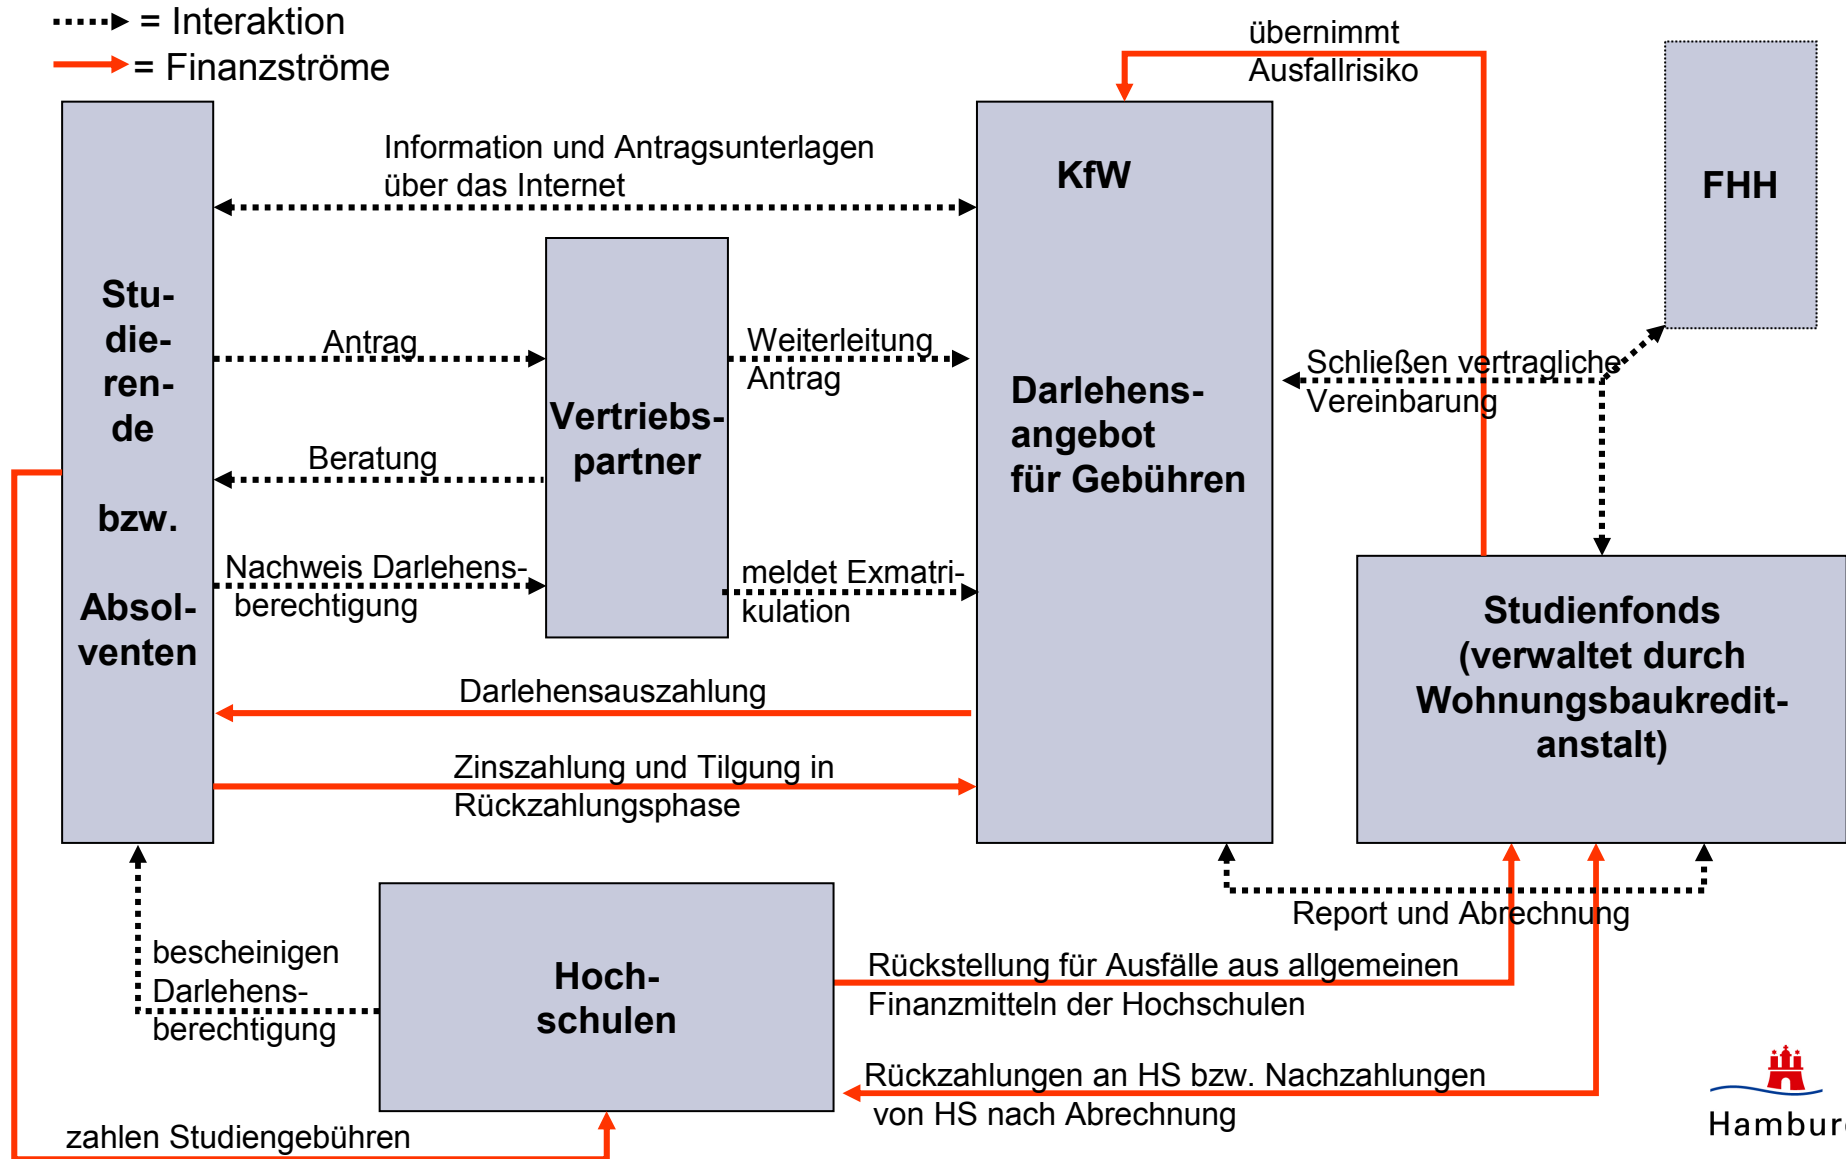 = Interaktion
= Finanzströme
übernimmt
Ausfallrisiko
Information und Antragsunterlagen
über das Internet
KfW
FHH
Stu-
die-
ren-
de
bzw.
Absol-
venten
Antrag
Weiterleitung
Antrag
Vertriebs-
partner
Beratung
Nachweis Darlehens-
berechtigung
meldet Exmatri-
kulation
Darlehens-
angebot
für Gebühren
Schließen vertragliche
Vereinbarung
Studienfonds
(verwaltet durch
Wohnungsbaukredit-
anstalt)
Darlehensauszahlung
Zinszahlung und Tilgung in
Rückzahlungsphase
Report und Abrechnung
bescheinigen
Darlehens-
berechtigung
Hoch-
schulen
Rückstellung für Ausfälle aus allgemeinen
Finanzmitteln der Hochschulen
Rückzahlungen an HS bzw. Nachzahlungen
von HS nach Abrechnung
zahlen Studiengebühren
Hamburg